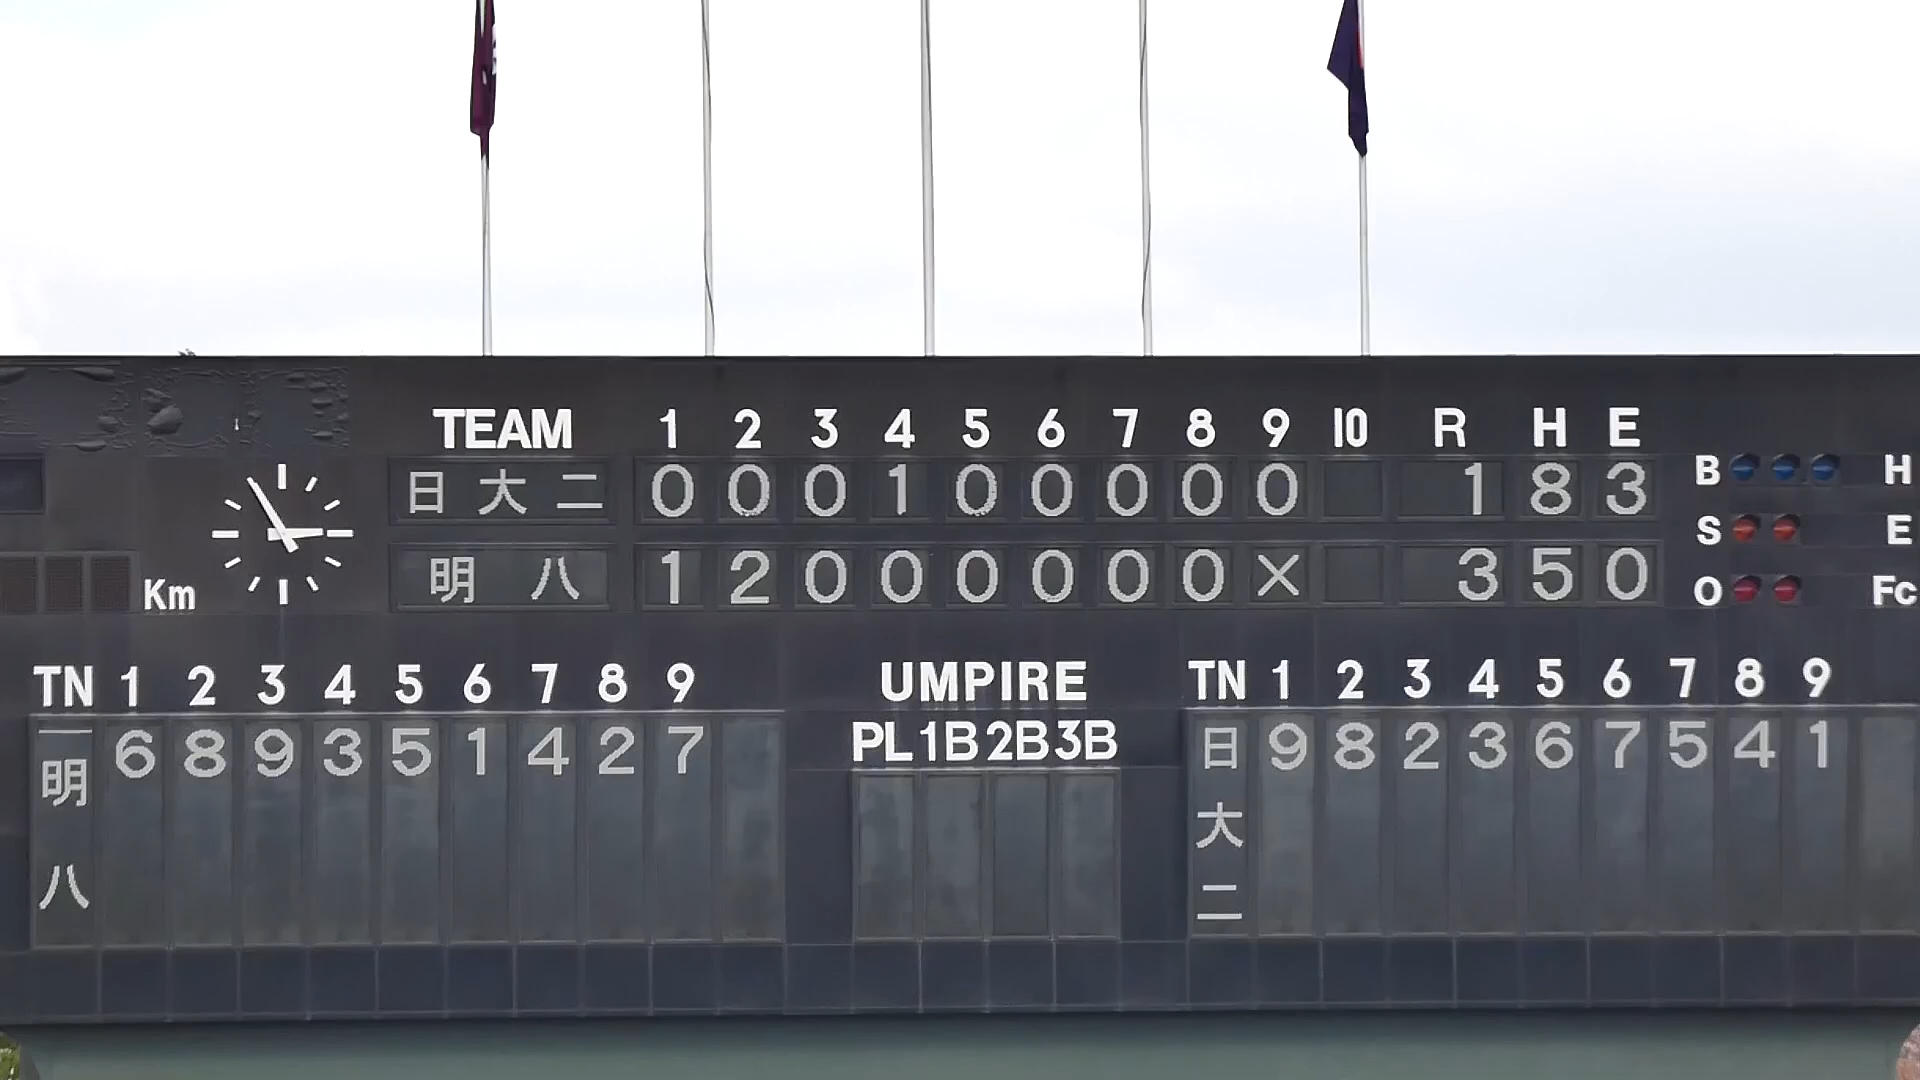 TEAM 1 2 3 4 5 6 7 8 9 10 R H E
日大二 0 0 0 1 0 0 0 0 0 1 8 3
明八 1 2 0 0 0 0 0 0 × 3 5 0
B H
S E
O Fc
Km
TN 1 2 3 4 5 6 7 8 9
明八 6 8 9 3 5 1 4 2 7
UMPIRE
PL 1B 2B 3B
TN 1 2 3 4 5 6 7 8 9
日大二 9 8 2 3 6 7 5 4 1